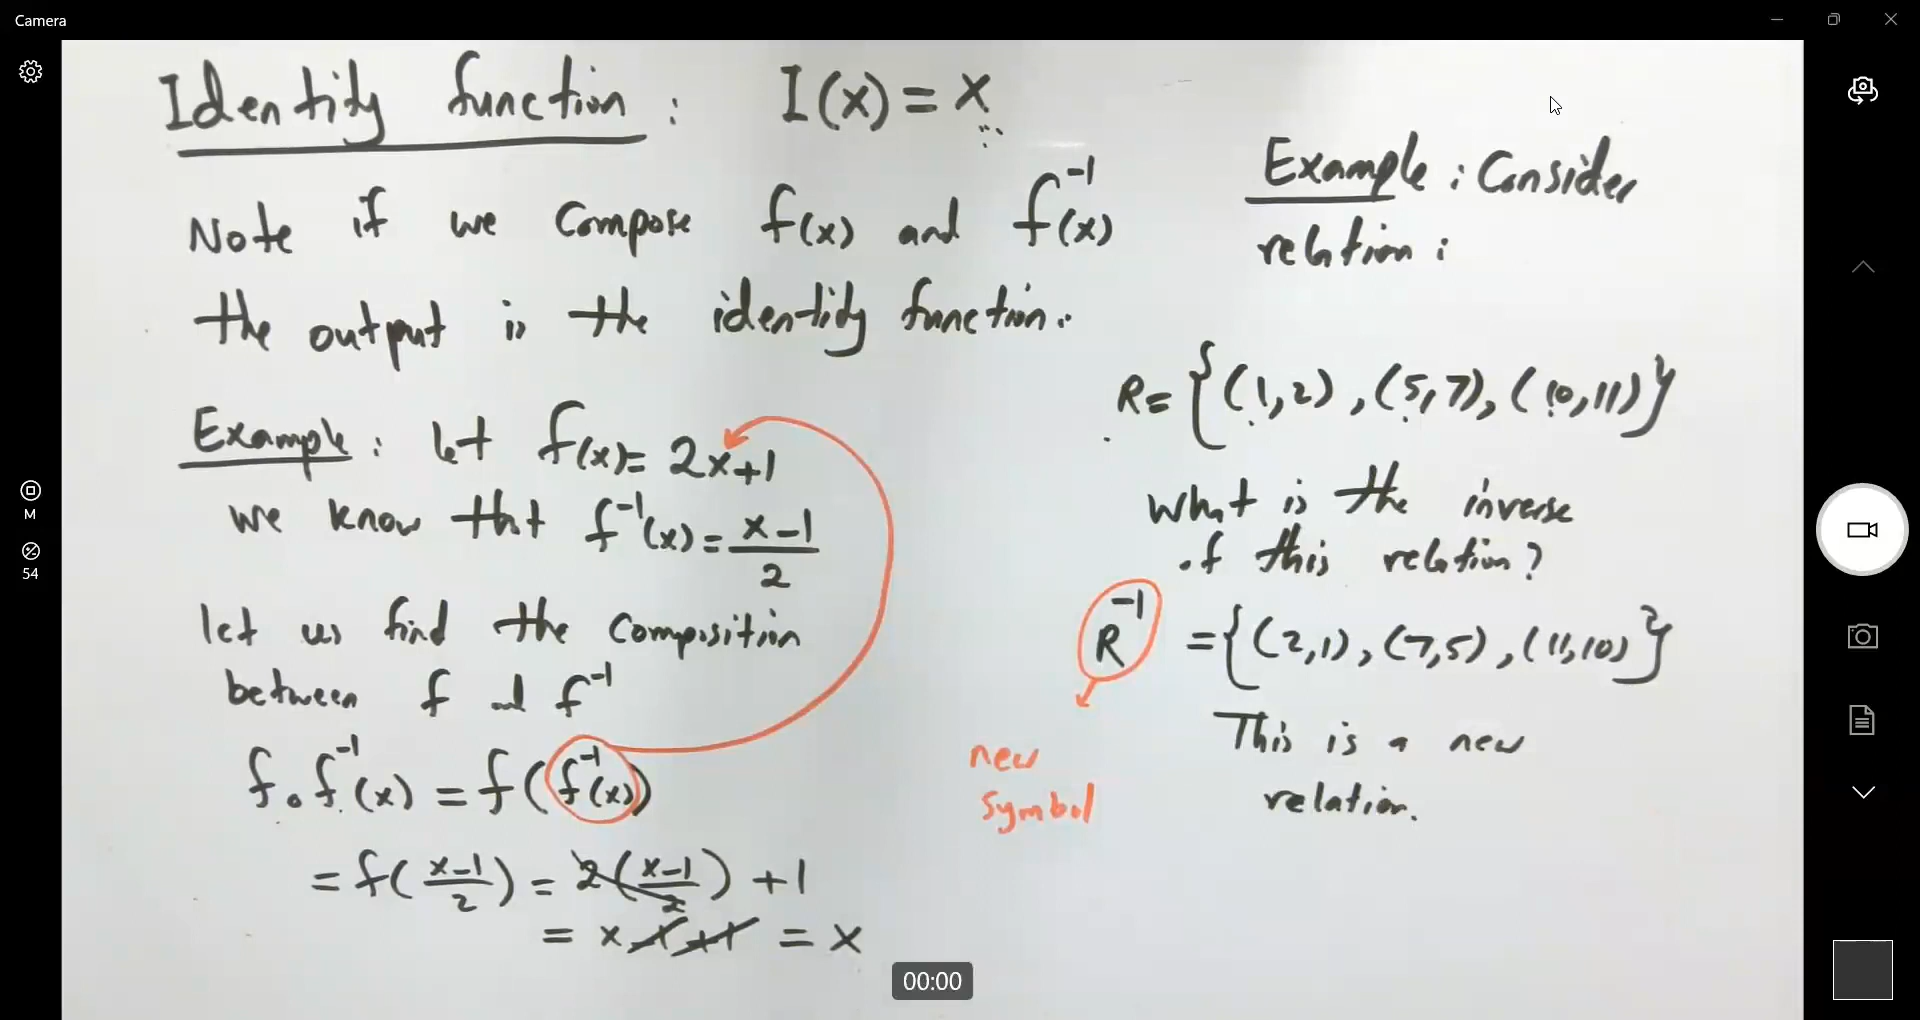 Camera
Identity function : I(x) = x
Note if we compose f(x) and f⁻¹(x)
the output is the identity function.
Example : let f(x) = 2x+1
we know that f⁻¹(x) = (x-1)/2
let us find the composition
between f and f⁻¹
f∘f⁻¹(x) = f(f⁻¹(x))
= f((x-1)/2) = 2((x-1)/2) + 1
= x -1 +1 = x
Example : Consider
relation :
R = {(1,2), (5,7), (10,11)}
What is the inverse
of this relation?
R⁻¹ = {(2,1), (7,5), (11,10)}
new
symbol
This is a new
relation.
M
54
00:00